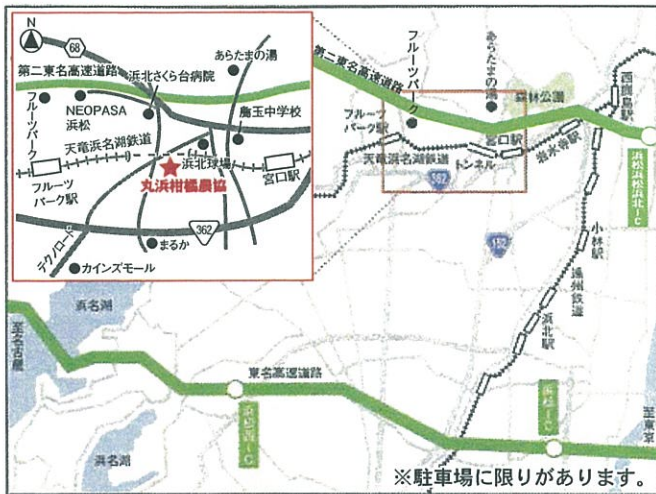 N
68
あらたまの湯
第二東名高速道路
浜北さくら台病院
フルーツパーク
NEOPASA
浜松
麁玉中学校
天竜浜名湖鉄道
浜北球場
フルーツ
パーク駅
丸浜柑橘農協
宮口駅
362
テクノロード
まるか
カインズモール
第二東名高速道路
フルーツパーク
あらたまの湯
森林公園
西鹿島駅
フルーツ
パーク駅
宮口駅
岩水寺駅
天竜浜名湖鉄道
トンネル
362
浜松浜北IC
152
小林駅
遠州鉄道
浜北駅
浜名湖
至名古屋
東名高速道路
浜松西IC
浜松IC
至東京
浜名湖
※駐車場に限りがあります。